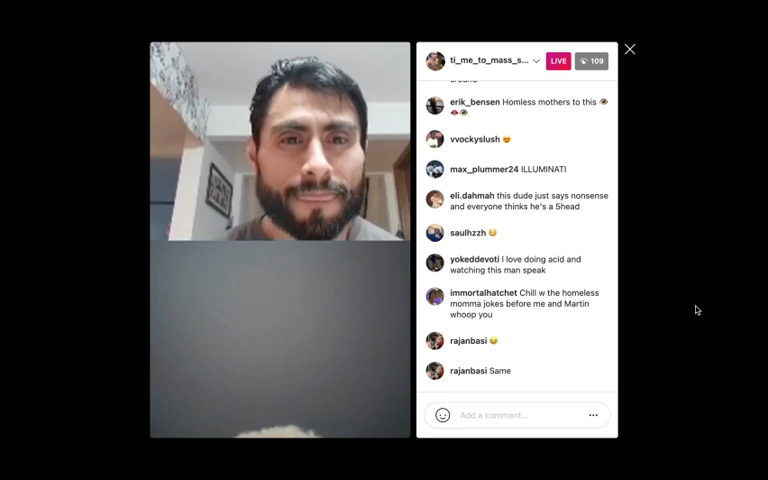 ti_me_to_mass_s...
LIVE
109
around
erik_bensen Homless mothers to this
vvockyslush
max_plummer24 ILLUMINATI
eli.dahmah this dude just says nonsense
and everyone thinks he's a 5head
saulhzzh
yokeddevoti I love doing acid and
watching this man speak
immortalhatchet Chill w the homeless
momma jokes before me and Martin
whoop you
rajanbasi
rajanbasi Same
Add a comment...